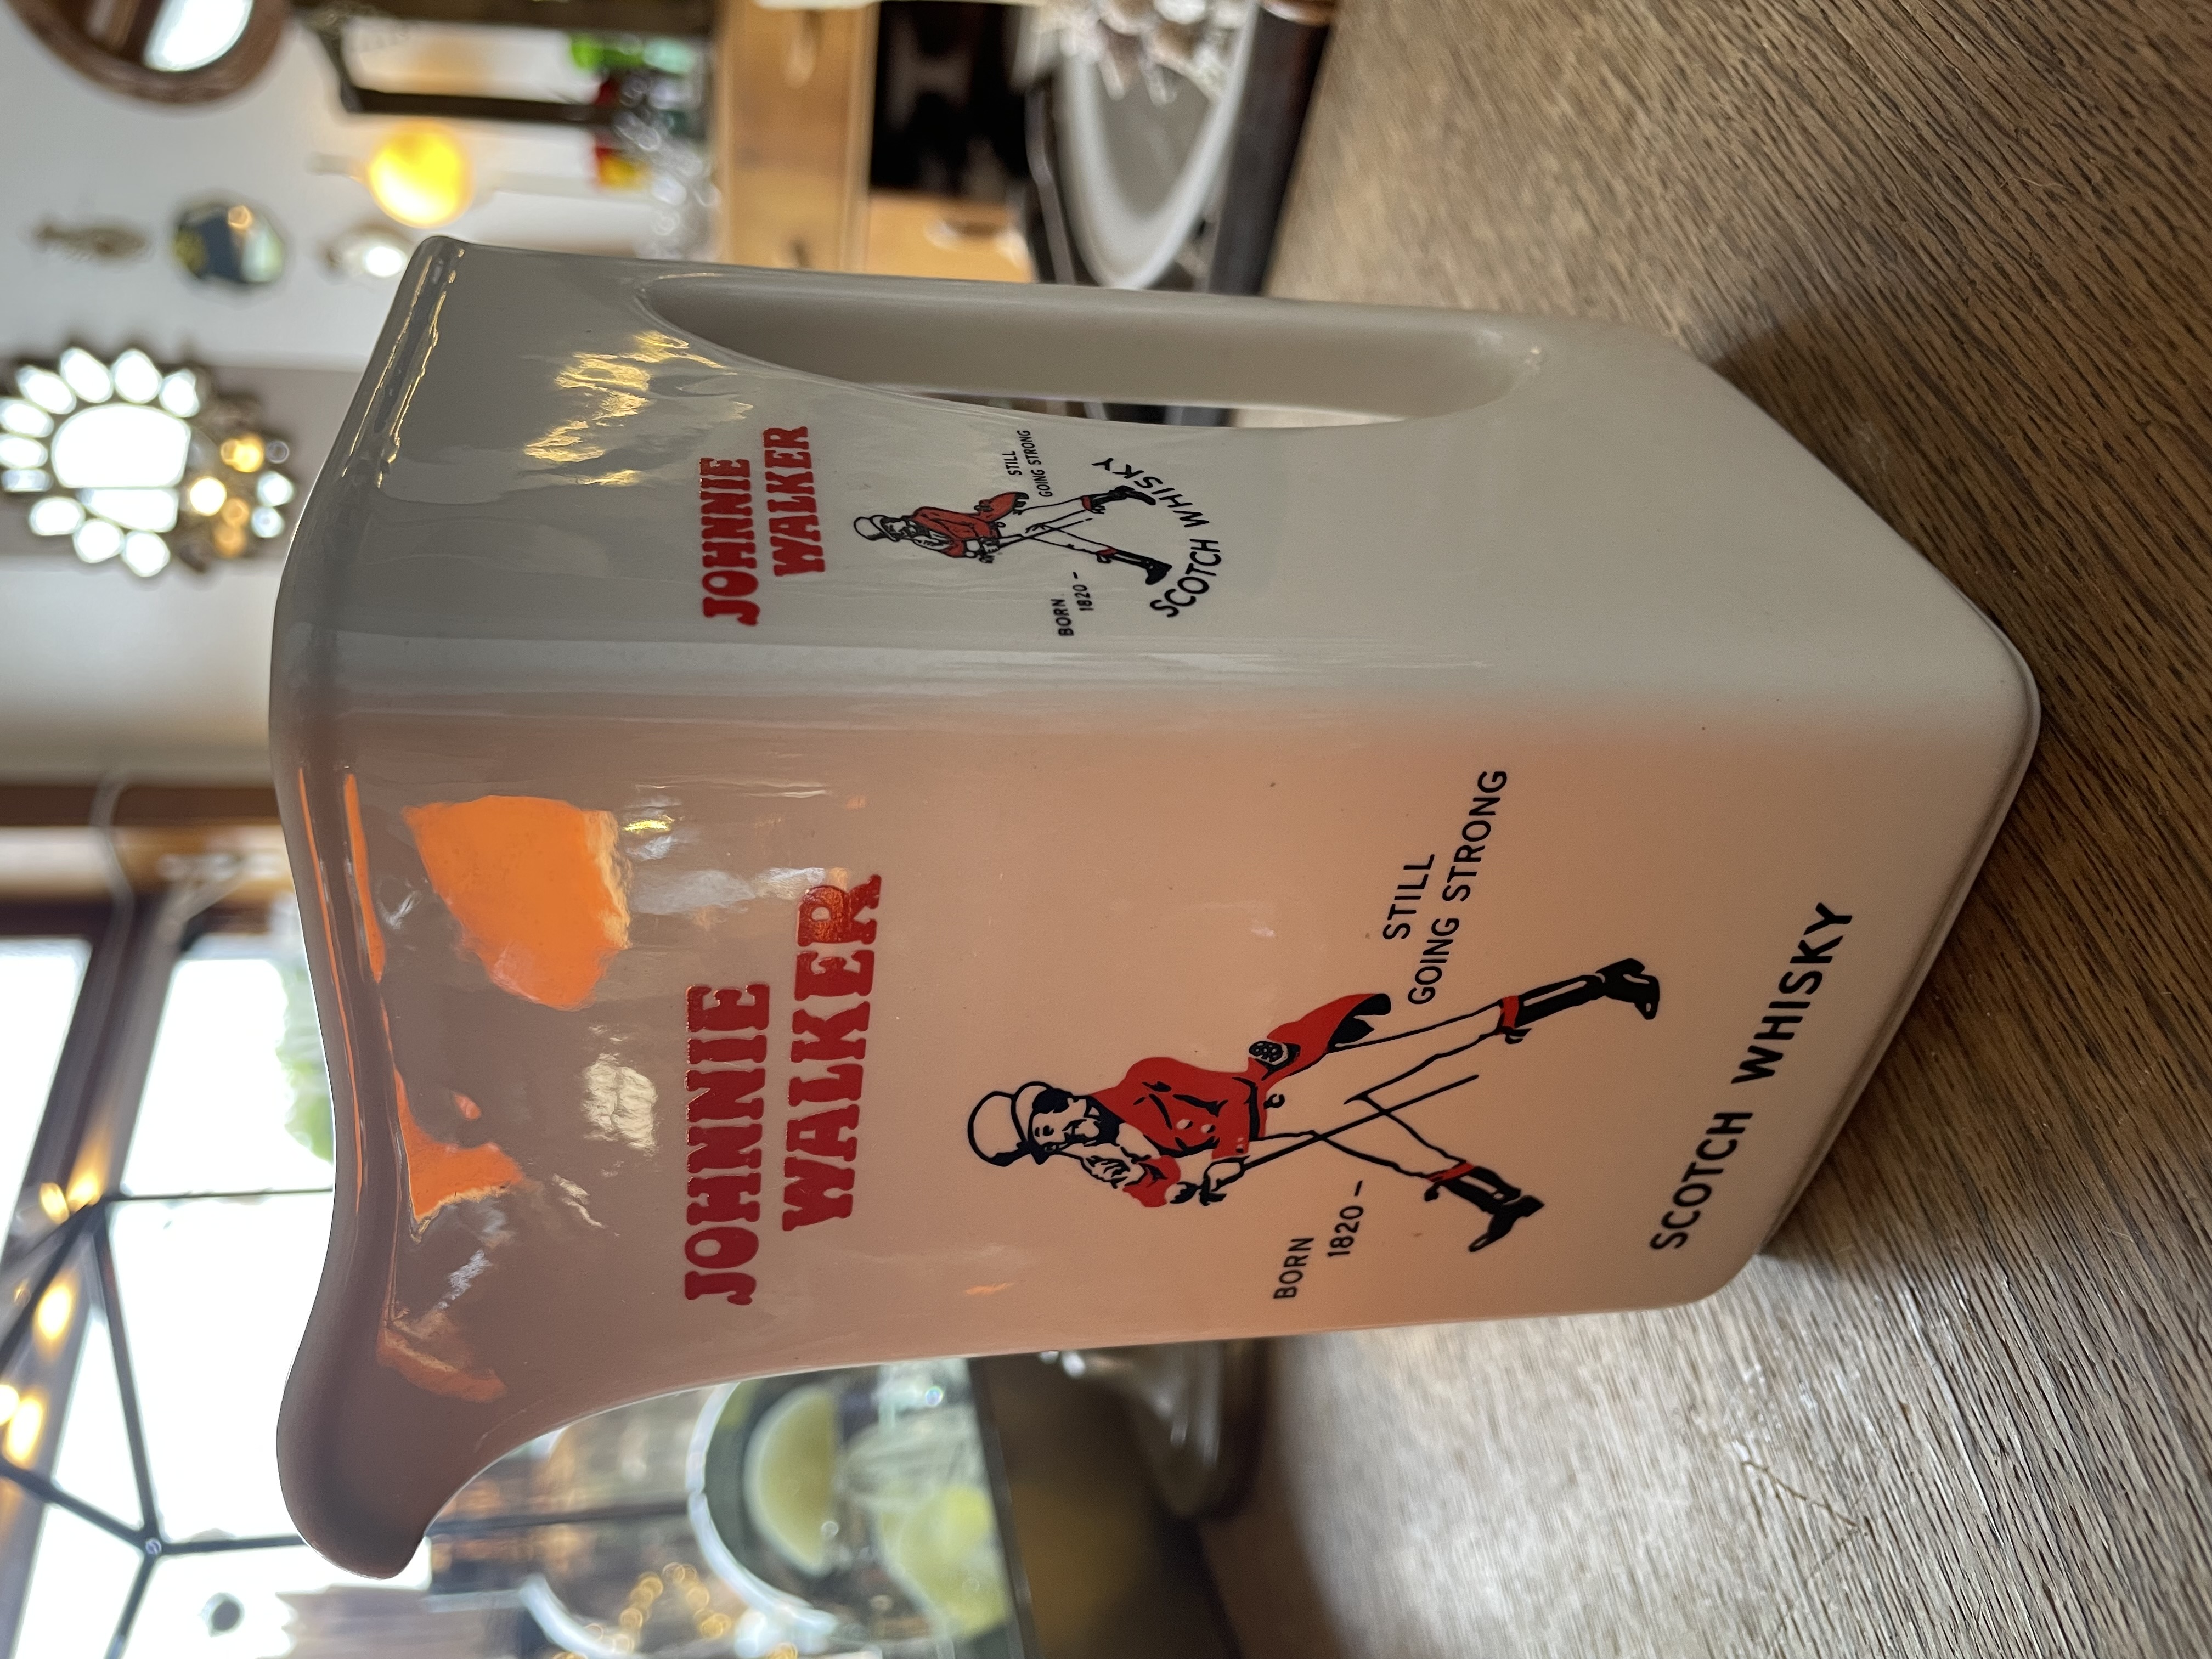 JOHNNIE
WALKER
BORN
1820–
STILL
GOING STRONG
SCOTCH WHISKY
JOHNNIE
WALKER
STILL
GOING STRONG
BORN
1820–
SCOTCH WHISKY